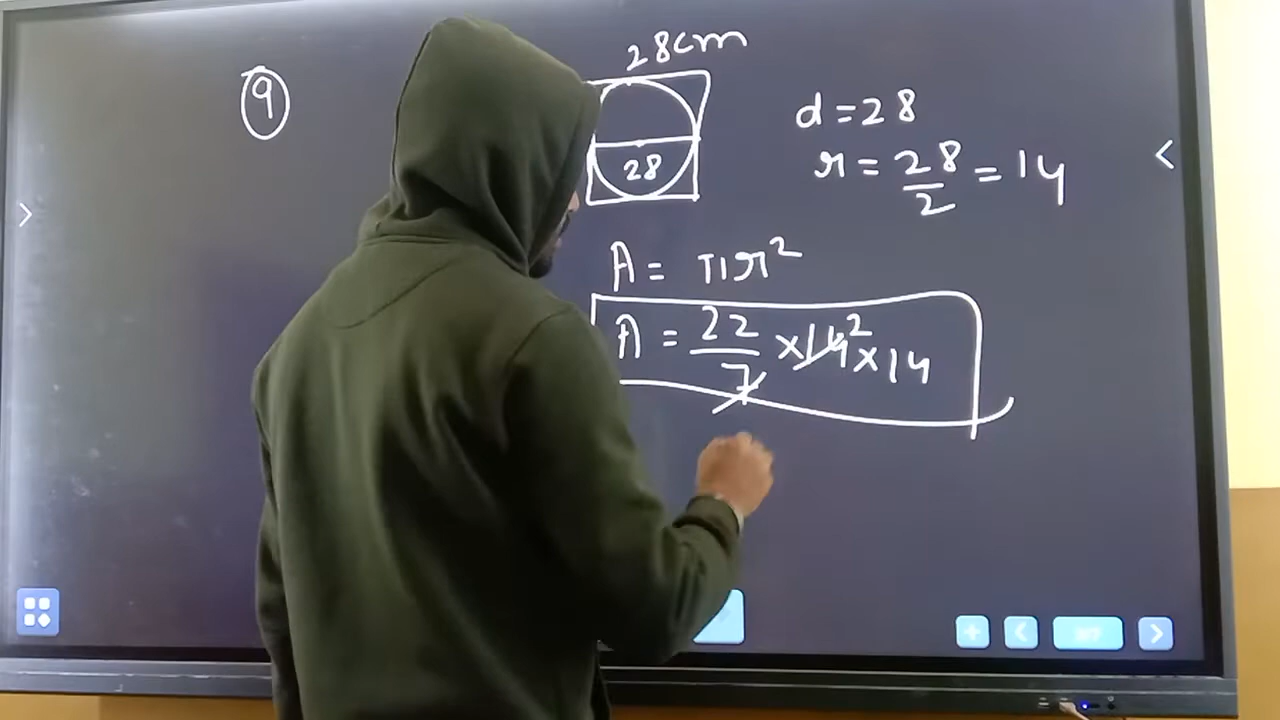 9
28cm
28
d = 28
r = 28/2 = 14
A = πr²
A = 22/7 × 14² × 14